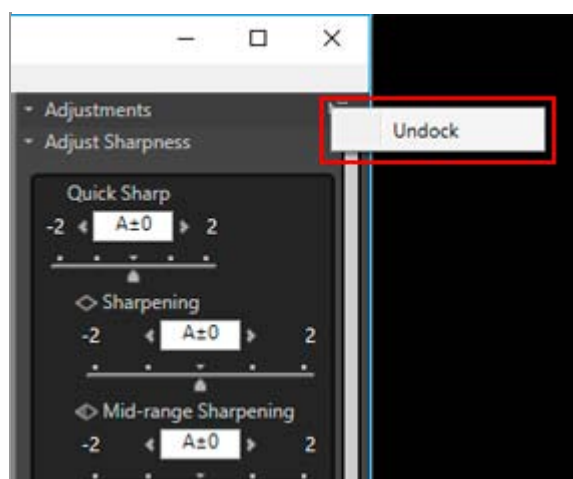 Adjustments
Undock
Adjust Sharpness
Quick Sharp
-2 A±0 2
Sharpening
-2 A±0 2
Mid-range Sharpening
-2 A±0 2